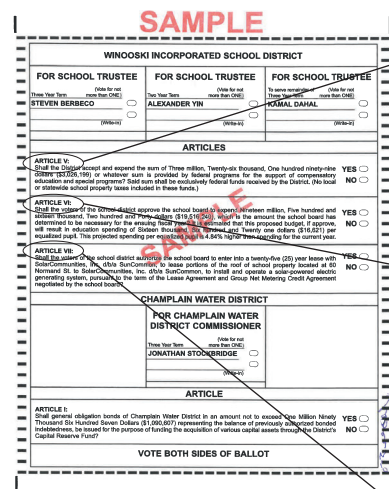 SAMPLE
WINOOSKI INCORPORATED SCHOOL DISTRICT
FOR SCHOOL TRUSTEE
(Vote for not
Three Year Term more than ONE)
STEVEN BERBECO
(Write-in)
FOR SCHOOL TRUSTEE
(Vote for not
Two Year Term more than ONE)
ALEXANDER YIN
(Write-in)
FOR SCHOOL TRUSTEE
To serve remainder of (Vote for not
Three Year Term more than ONE)
KAMAL DAHAL
(Write-in)
ARTICLES
ARTICLE V:
Shall the District accept and expend the sum of Three million, Twenty-six thousand, One hundred ninety-nine
dollars ($3,026,199) or whatever sum is provided by federal programs for the support of compensatory
education and special programs? Said sum shall be exclusively federal funds received by the District. (No local
or statewide school property taxes included in these funds.)
YES
NO
ARTICLE VI:
Shall the voters of the school district approve the school board to expend Nineteen million, Five hundred and
sixteen thousand, Two Hundred and Forty dollars ($19,516,240), which is the amount the school board has
determined to be necessary for the ensuing fiscal year? It is estimated that this proposed budget, if approve,
will result in education spending of Sixteen thousand Six Hundred and Twenty one dollars ($16,621) per
equalized pupil. This projected spending per equalized pupil is 4.84% higher than spending for the current year.
YES
NO
SAMPLE
ARTICLE VII:
Shall the voters of the school district authorize the school board to enter into a twenty-five (25) year lease with
SolarCommunities, Inc. d/b/a SunCommon, to lease portions of the roof of school property located at 60
Normand St. to SolarCommunities, Inc. d/b/a SunCommon, to install and operate a solar-powered electric
generating system, pursuant to the term of the Lease Agreement and Group Net Metering Credit Agreement
negotiated by the school board?
YES
NO
CHAMPLAIN WATER DISTRICT
FOR CHAMPLAIN WATER
DISTRICT COMMISSIONER
(Vote for not
Three Year Term more than ONE)
JONATHAN STOCKBRIDGE
(Write-in)
ARTICLE
ARTICLE I:
Shall general obligation bonds of Champlain Water District in an amount not to exceed One Million Ninety
Thousand Six Hundred Seven Dollars ($1,090,607) representing the balance of previously authorized bonded
indebtedness, be issued for the purpose of funding the acquisition of various capital assets through the District's
Capital Reserve Fund?
YES
NO
VOTE BOTH SIDES OF BALLOT